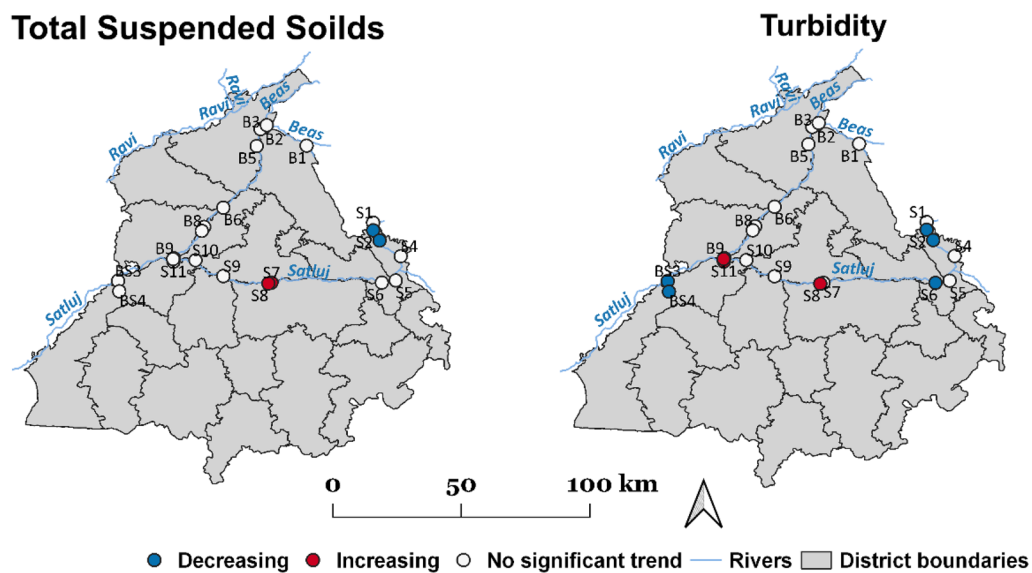 Total Suspended Soilds
Ravi
Ravi
Beas
Ravi
Beas
B3
B2
B5
B1
B6
B8
S1
S2
S4
B9
S10
S11
S9
S7
Satluj
S8
S6
S5
BS3
BS4
Satluj
Turbidity
Ravi
Ravi
Beas
Ravi
Beas
B3
B2
B5
B1
B6
B8
S1
S2
S4
B9
S10
S11
S9
Satluj
S8
S7
S6
S5
BS3
BS4
Satluj
0 50 100 km
Decreasing Increasing No significant trend Rivers District boundaries